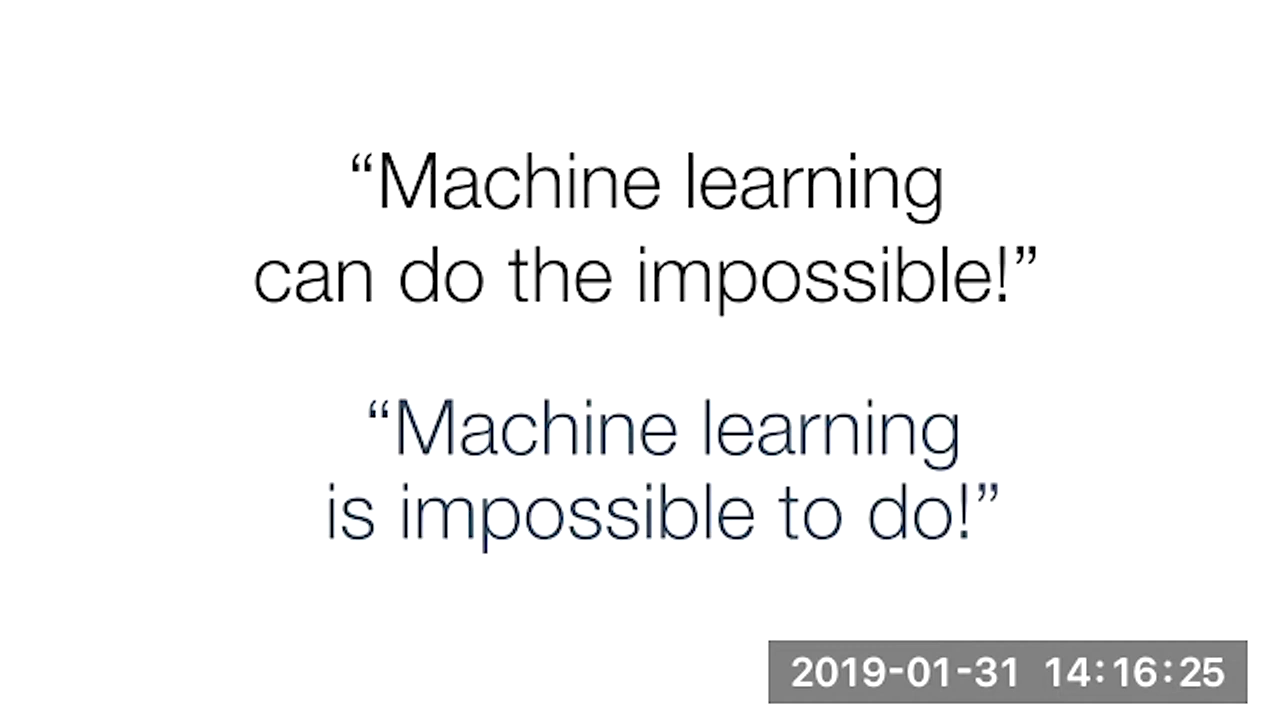 “Machine learning
can do the impossible!”
“Machine learning
is impossible to do!”
2019-01-31 14:16:25